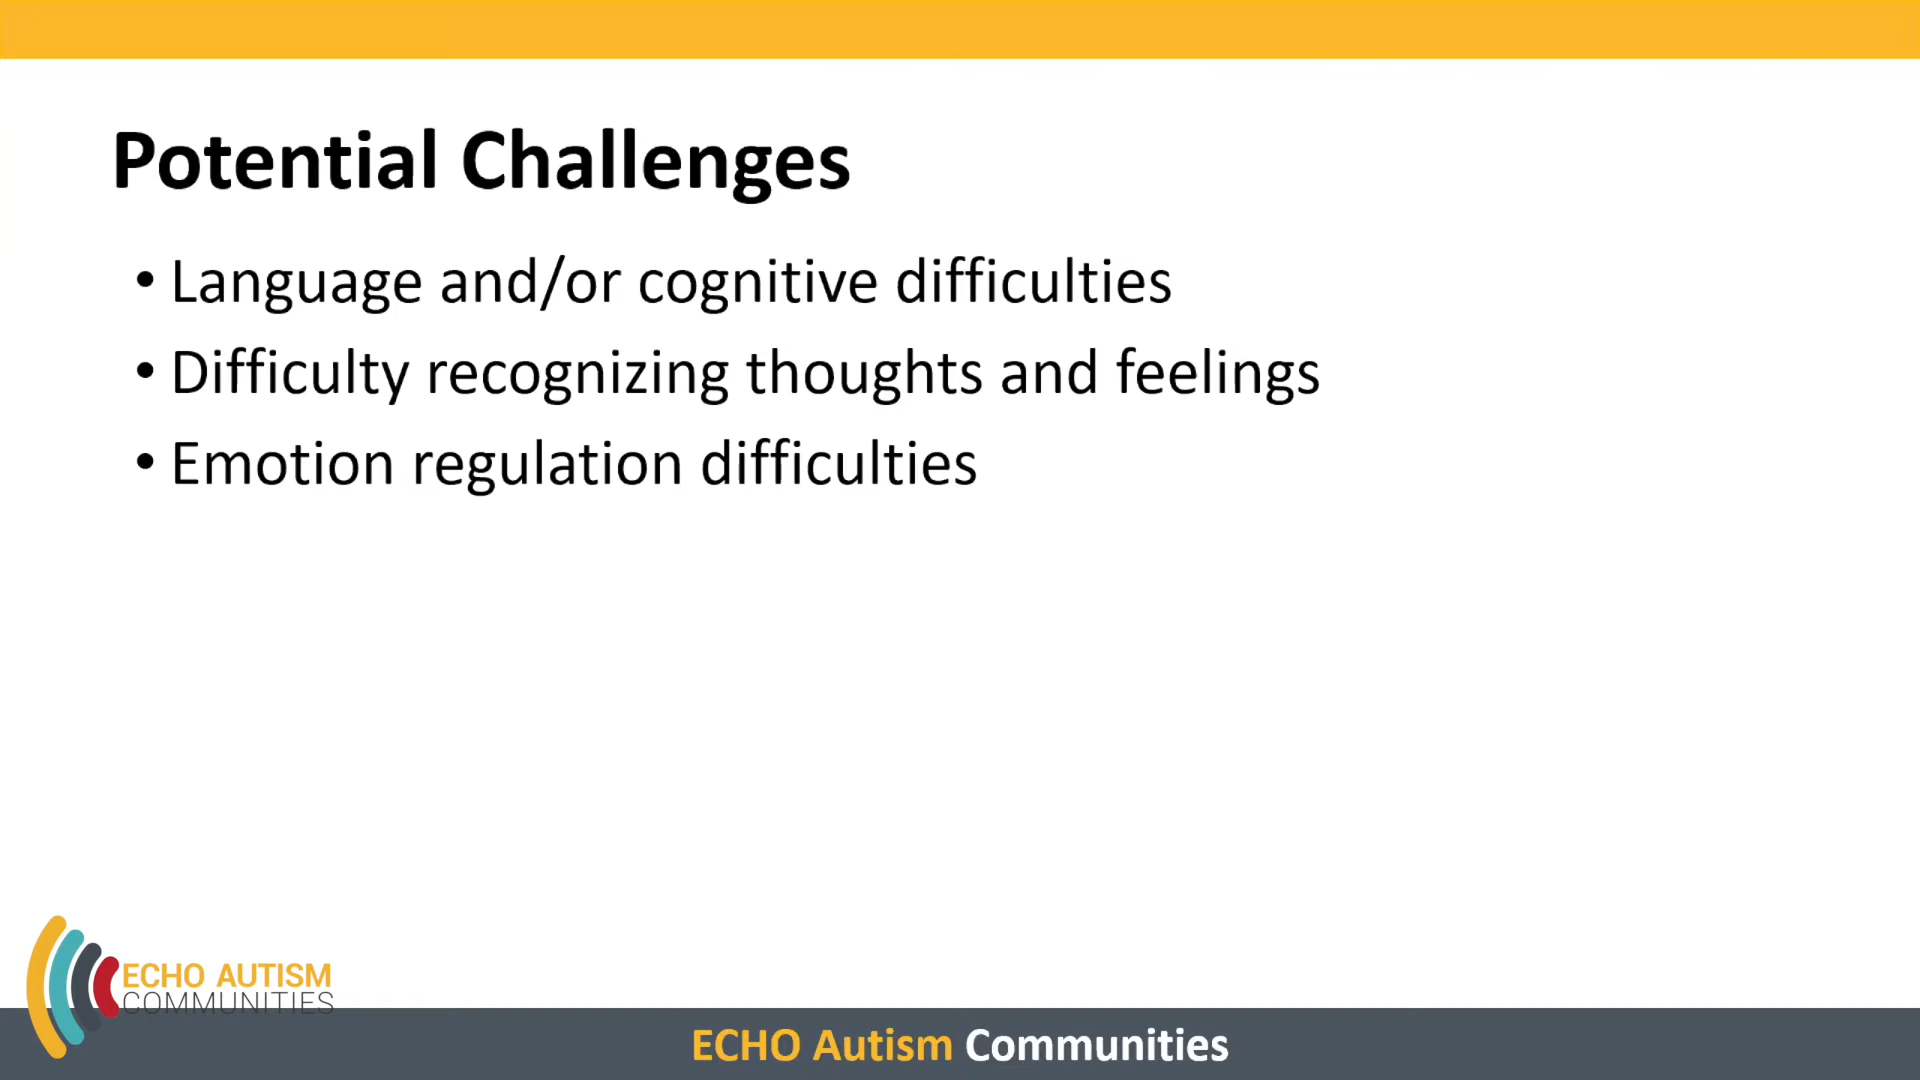 Potential Challenges
• Language and/or cognitive difficulties
• Difficulty recognizing thoughts and feelings
• Emotion regulation difficulties
ECHO AUTISM
COMMUNITIES
ECHO Autism Communities